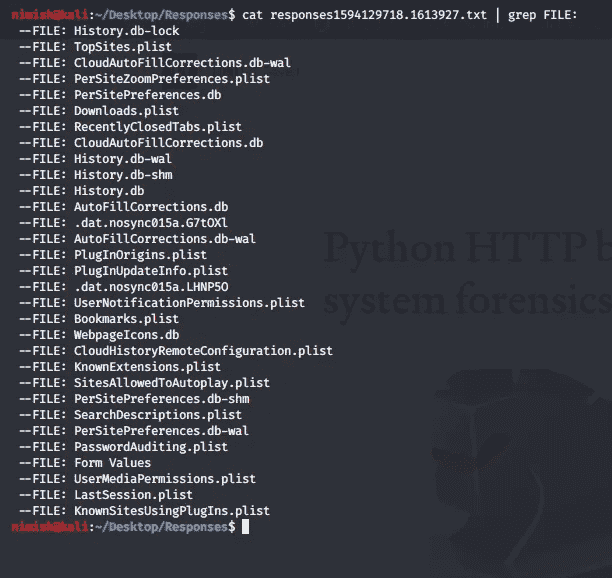 nimish@kali:~/Desktop/Responses$ cat responses1594129718.1613927.txt | grep FILE:
--FILE: History.db-lock
--FILE: TopSites.plist
--FILE: CloudAutoFillCorrections.db-wal
--FILE: PerSiteZoomPreferences.plist
--FILE: PerSitePreferences.db
--FILE: Downloads.plist
--FILE: RecentlyClosedTabs.plist
--FILE: CloudAutoFillCorrections.db
--FILE: History.db-wal
--FILE: History.db-shm
--FILE: History.db
--FILE: AutoFillCorrections.db
--FILE: .dat.nosync015a.G7tOXl
--FILE: AutoFillCorrections.db-wal
--FILE: PlugInOrigins.plist
--FILE: PlugInUpdateInfo.plist
--FILE: .dat.nosync015a.LHNP5O
--FILE: UserNotificationPermissions.plist
--FILE: Bookmarks.plist
--FILE: WebpageIcons.db
--FILE: CloudHistoryRemoteConfiguration.plist
--FILE: KnownExtensions.plist
--FILE: SitesAllowedToAutoplay.plist
--FILE: PerSitePreferences.db-shm
--FILE: SearchDescriptions.plist
--FILE: PerSitePreferences.db-wal
--FILE: PasswordAuditing.plist
--FILE: Form Values
--FILE: UserMediaPermissions.plist
--FILE: LastSession.plist
--FILE: KnownSitesUsingPlugIns.plist
nimish@kali:~/Desktop/Responses$
Python HTTP b
system forensics